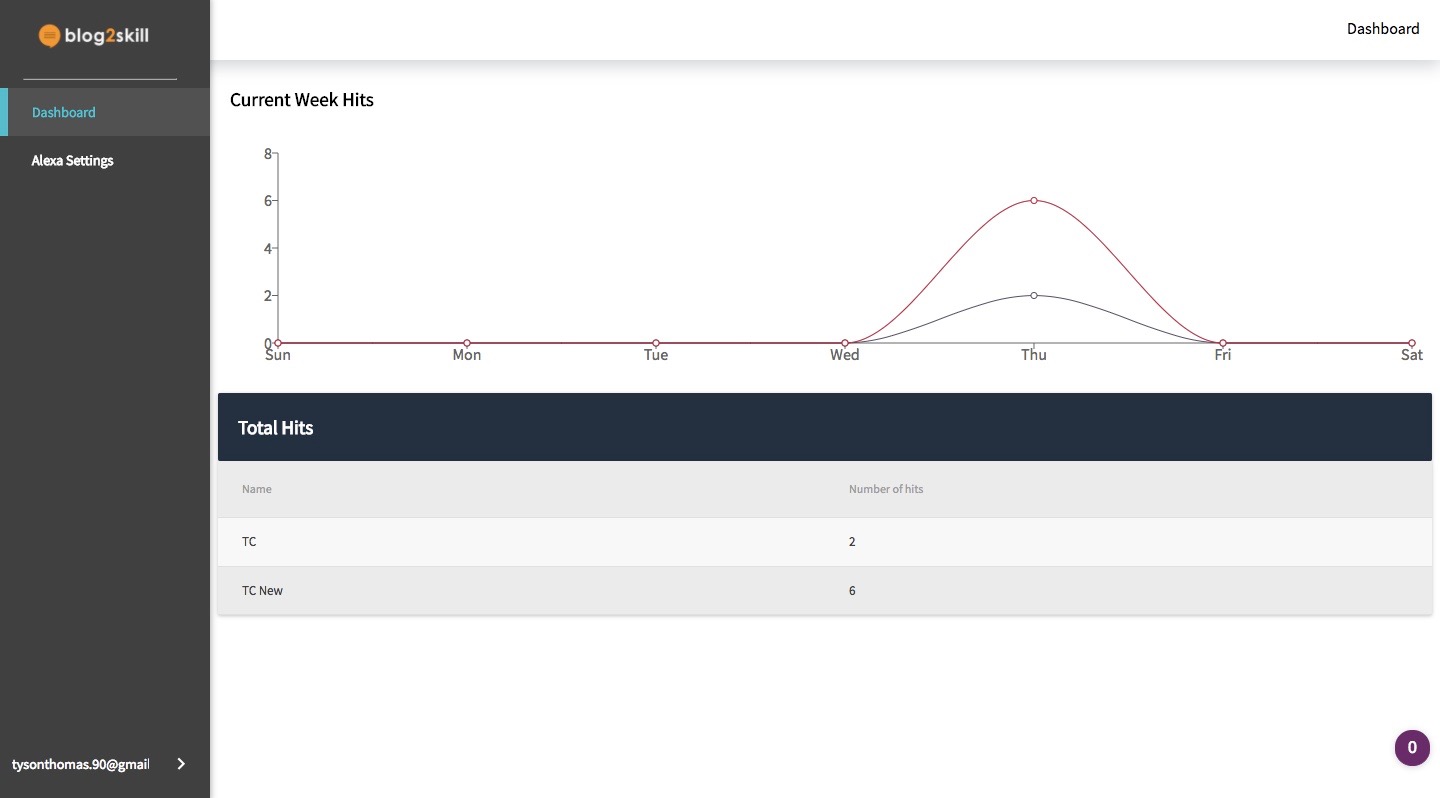 blog2skill
Dashboard
Dashboard
Alexa Settings
Current Week Hits
8
6
4
2
0
Sun Mon Tue Wed Thu Fri Sat
Total Hits
Name Number of hits
TC 2
TC New 6
tysonthomas.90@gmail
0